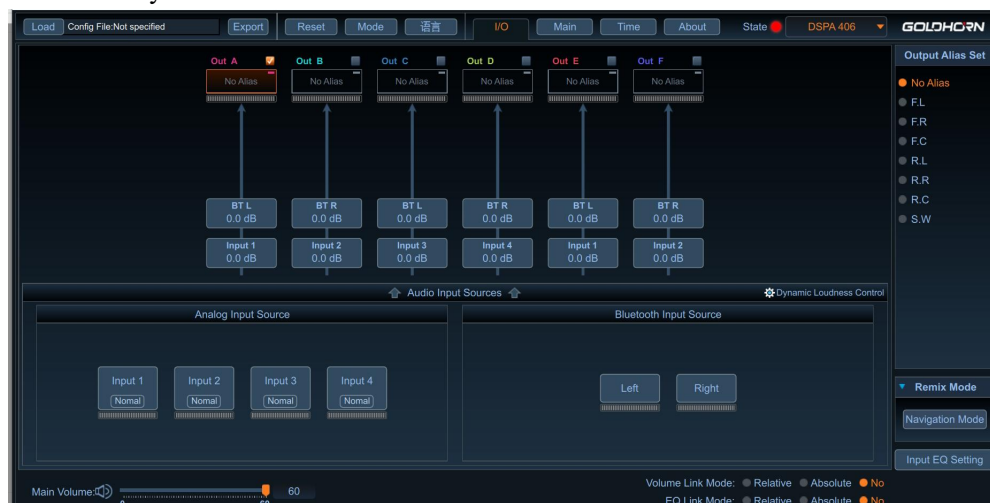 Load Config File:Not specified Export Reset Mode 语言 I/O Main Time About State DSPA 406 GOLDHORN
Out A Out B Out C Out D Out E Out F
No Alias No Alias No Alias No Alias No Alias No Alias
BT L BT R BT L BT R BT L BT R
0.0 dB 0.0 dB 0.0 dB 0.0 dB 0.0 dB 0.0 dB
Input 1 Input 2 Input 3 Input 4 Input 1 Input 2
0.0 dB 0.0 dB 0.0 dB 0.0 dB 0.0 dB 0.0 dB
Audio Input Sources Dynamic Loudness Control
Analog Input Source Bluetooth Input Source
Input 1 Input 2 Input 3 Input 4 Left Right
Nomal Nomal Nomal Nomal
Output Alias Set
No Alias
F.L
F.R
F.C
R.L
R.R
R.C
S.W
Remix Mode
Navigation Mode
Input EQ Setting
Main Volume: 60
Volume Link Mode: Relative Absolute No
EQ Link Mode: Relative Absolute No